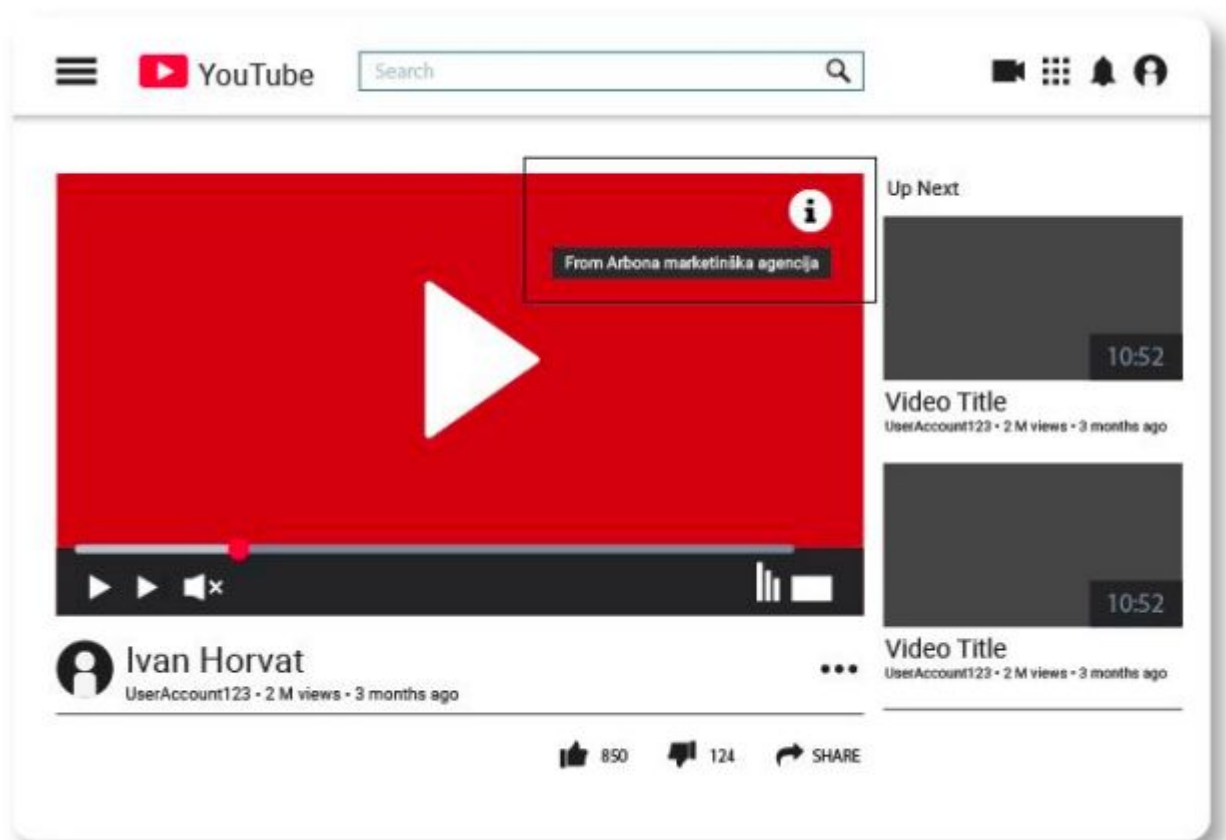 YouTube
Search
From Arbona marketinška agencija
Up Next
10:52
Video Title
UserAccount123 • 2 M views • 3 months ago
10:52
Video Title
UserAccount123 • 2 M views • 3 months ago
Ivan Horvat
UserAccount123 • 2 M views • 3 months ago
850
124
SHARE